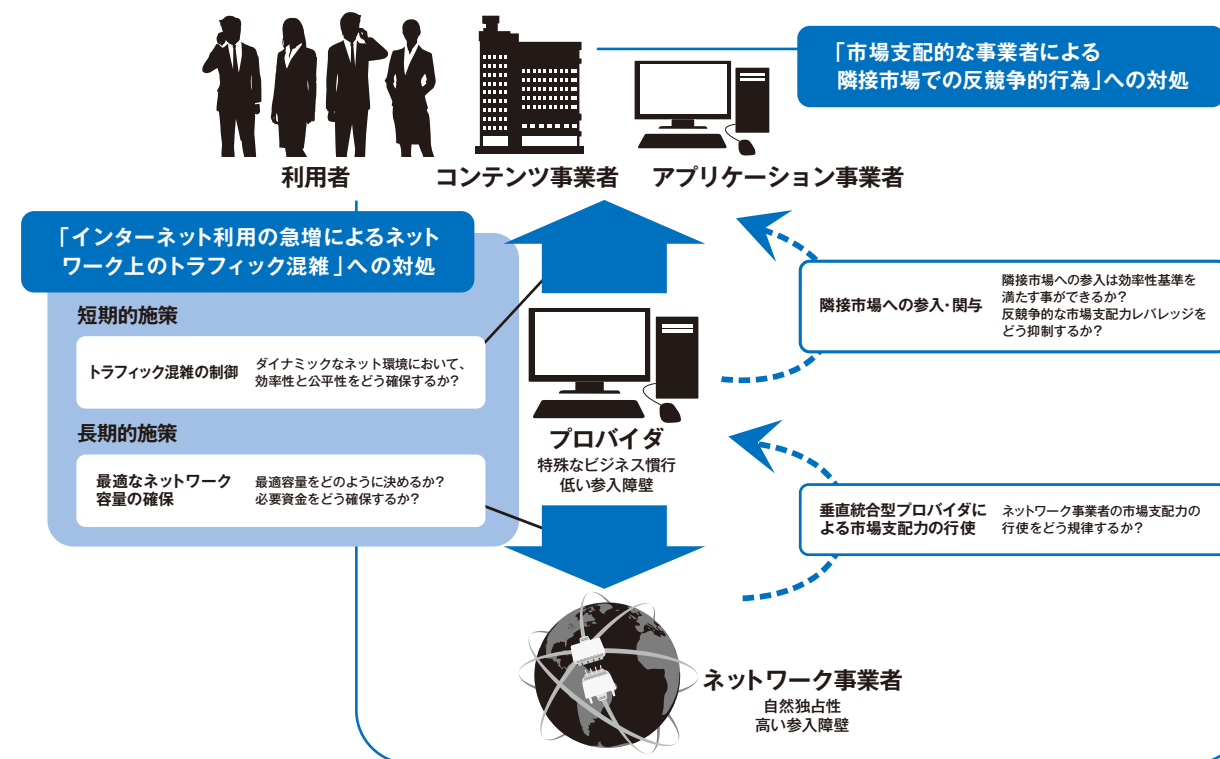 「市場支配的な事業者による
隣接市場での反競争的行為」への対処
利用者
コンテンツ事業者
アプリケーション事業者
「インターネット利用の急増によるネット
ワーク上のトラフィック混雑」への対処
短期的施策
トラフィック混雑の制御
ダイナミックなネット環境において、
効率性と公平性をどう確保するか?
長期的施策
最適なネットワーク
容量の確保
最適容量をどのように決めるか?
必要資金をどう確保するか?
プロバイダ
特殊なビジネス慣行
低い参入障壁
隣接市場への参入・関与
隣接市場への参入は効率性基準を
満たす事ができるか?
反競争的な市場支配力レバレッジを
どう抑制するか?
垂直統合型プロバイダに
よる市場支配力の行使
ネットワーク事業者の市場支配力の
行使をどう規律するか?
ネットワーク事業者
自然独占性
高い参入障壁